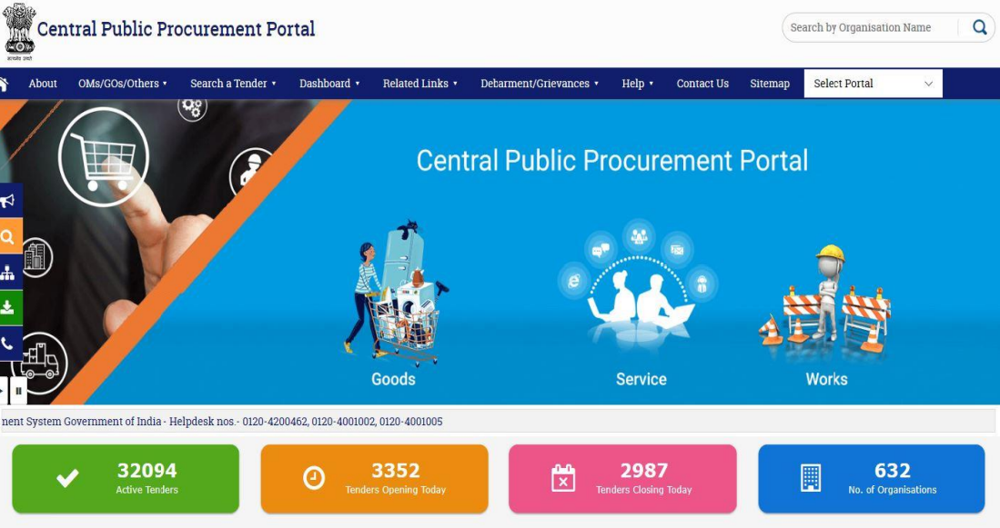 Central Public Procurement Portal
Search by Organisation Name
About OMs/GOs/Others Search a Tender Dashboard Related Links Debarment/Grievances Help Contact Us Sitemap Select Portal
Central Public Procurement Portal
Goods Service Works
nent System Government of India - Helpdesk nos.- 0120-4200462, 0120-4001002, 0120-4001005
32094 3352 2987 632
Active Tenders Tenders Opening Today Tenders Closing Today No. of Organisations